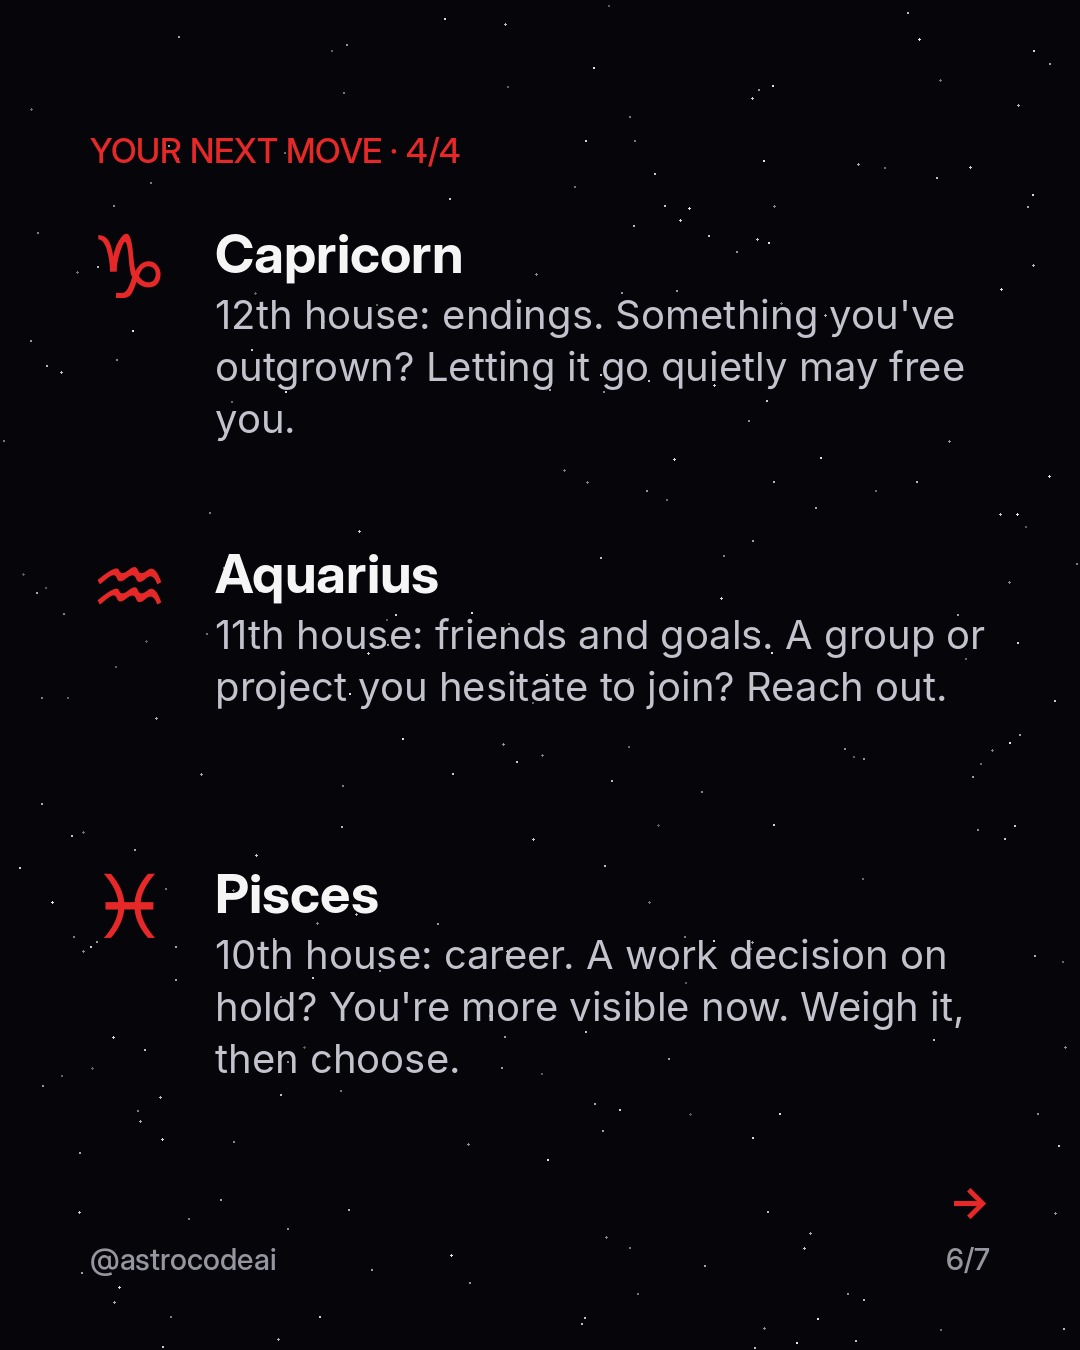 YOUR NEXT MOVE · 4/4
♑ Capricorn
12th house: endings. Something you've
outgrown? Letting it go quietly may free
you.
♒ Aquarius
11th house: friends and goals. A group or
project you hesitate to join? Reach out.
♓ Pisces
10th house: career. A work decision on
hold? You're more visible now. Weigh it,
then choose.
→
@astrocodeai
6/7